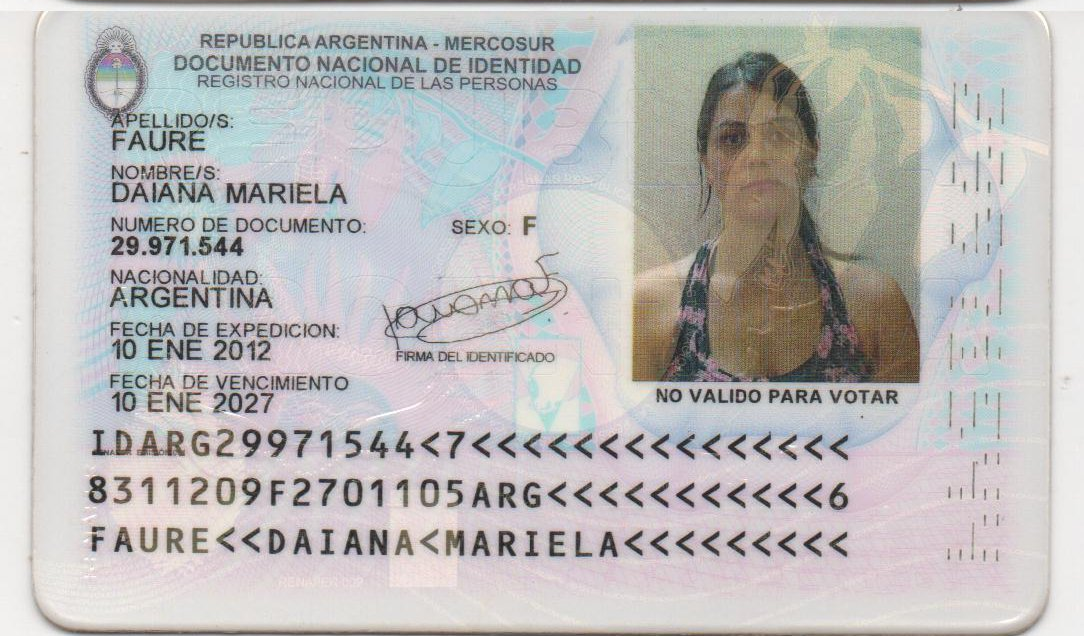 REPUBLICA ARGENTINA - MERCOSUR
DOCUMENTO NACIONAL DE IDENTIDAD
REGISTRO NACIONAL DE LAS PERSONAS
APELLIDO/S:
FAURE
NOMBRE/S:
DAIANA MARIELA
NUMERO DE DOCUMENTO: SEXO: F
29.971.544
NACIONALIDAD:
ARGENTINA
FECHA DE EXPEDICION:
10 ENE 2012
FIRMA DEL IDENTIFICADO
FECHA DE VENCIMIENTO
10 ENE 2027
NO VALIDO PARA VOTAR
IDARG29971544<7<<<<<<<<<<<<<<<
8311209F2701105ARG<<<<<<<<<<<6
FAURE<<DAIANA<MARIELA<<<<<<<<<